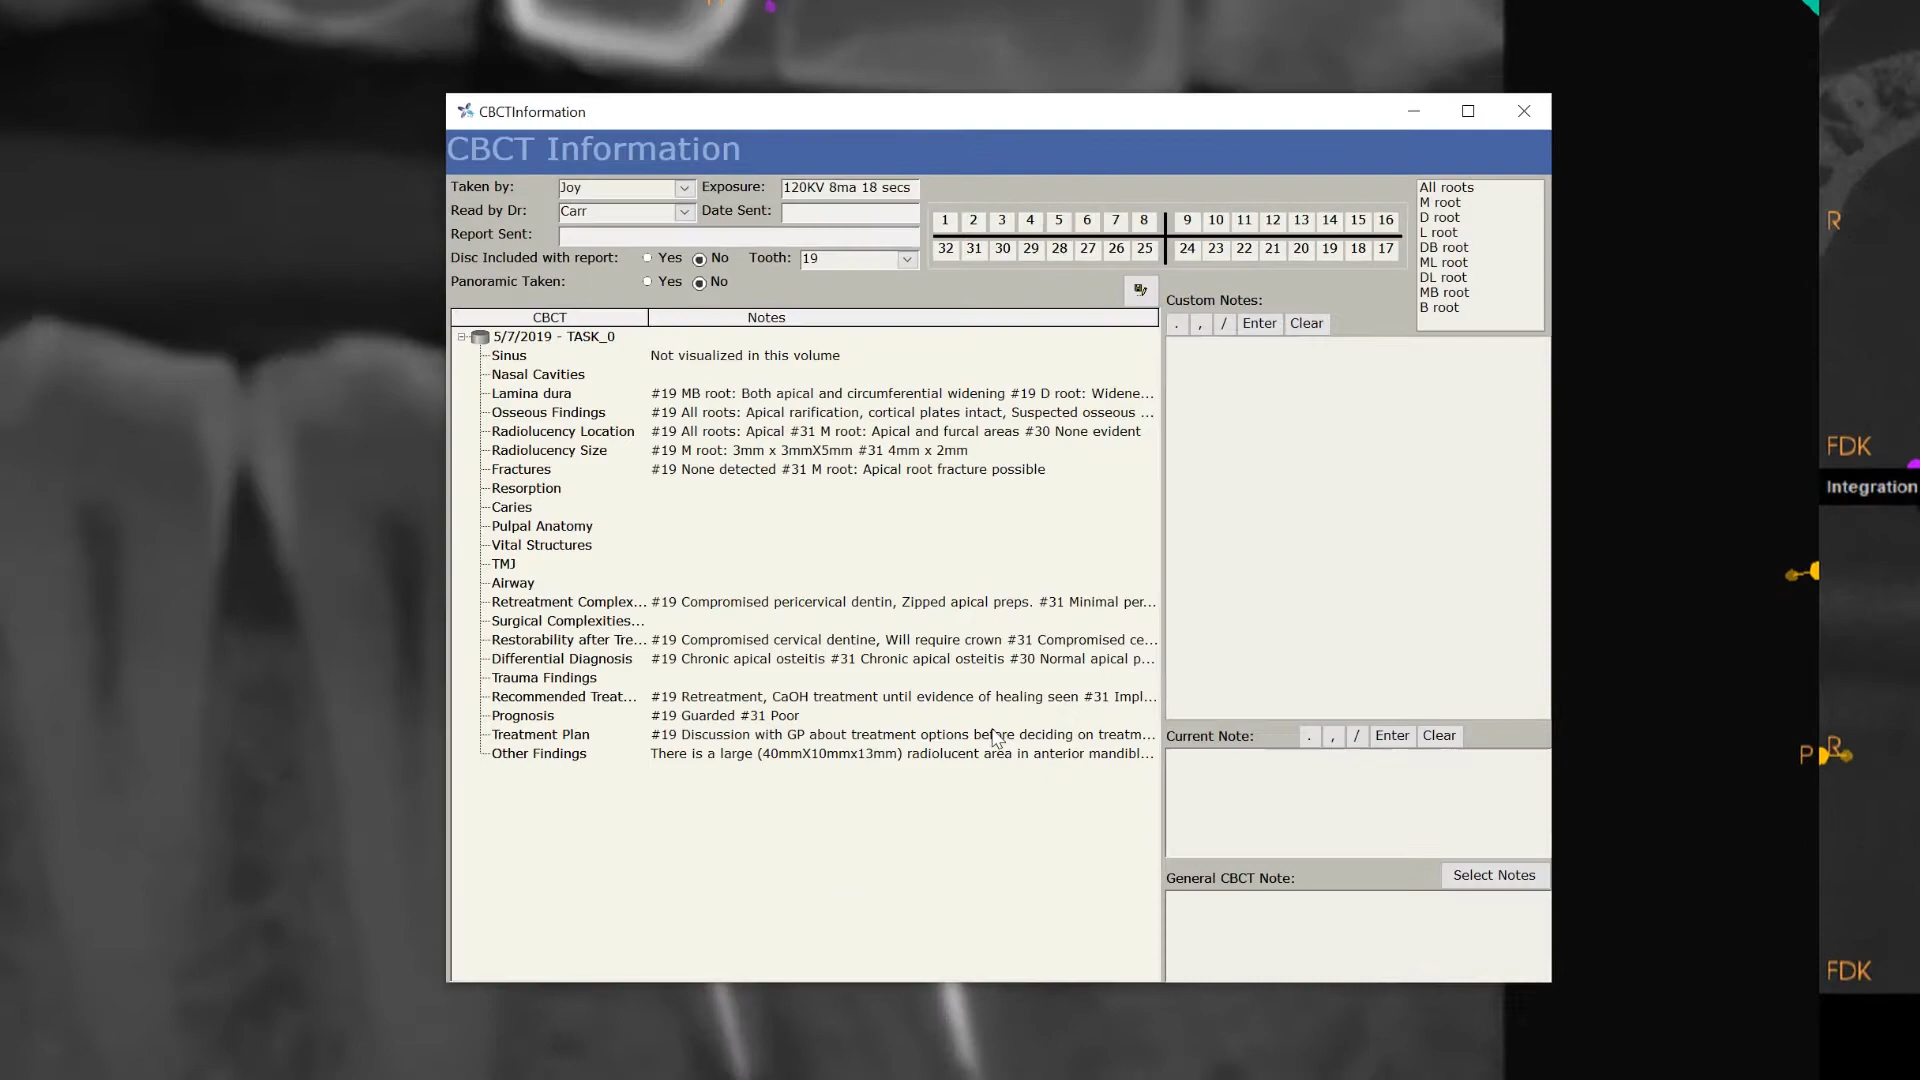 CBCTInformation
CBCT Information
Taken by: Joy Exposure: 120KV 8ma 18 secs
Read by Dr: Carr Date Sent:
Report Sent:
Disc Included with report: Yes No Tooth: 19
Panoramic Taken: Yes No
1 2 3 4 5 6 7 8 9 10 11 12 13 14 15 16
32 31 30 29 28 27 26 25 24 23 22 21 20 19 18 17
All roots
M root
D root
L root
DB root
ML root
DL root
MB root
B root
CBCT Notes
5/7/2019 - TASK_0
Sinus Not visualized in this volume
Nasal Cavities
Lamina dura #19 MB root: Both apical and circumferential widening #19 D root: Widene...
Osseous Findings #19 All roots: Apical rarification, cortical plates intact, Suspected osseous ...
Radiolucency Location #19 All roots: Apical #31 M root: Apical and furcal areas #30 None evident
Radiolucency Size #19 M root: 3mm x 3mmX5mm #31 4mm x 2mm
Fractures #19 None detected #31 M root: Apical root fracture possible
Resorption
Caries
Pulpal Anatomy
Vital Structures
TMJ
Airway
Retreatment Complex... #19 Compromised pericervical dentin, Zipped apical preps. #31 Minimal per...
Surgical Complexities...
Restorability after Tre... #19 Compromised cervical dentine, Will require crown #31 Compromised ce...
Differential Diagnosis #19 Chronic apical osteitis #31 Chronic apical osteitis #30 Normal apical p...
Trauma Findings
Recommended Treat... #19 Retreatment, CaOH treatment until evidence of healing seen #31 Impl...
Prognosis #19 Guarded #31 Poor
Treatment Plan #19 Discussion with GP about treatment options before deciding on treatm...
Other Findings There is a large (40mmX10mmx13mm) radiolucent area in anterior mandibl...
Custom Notes:
. , / Enter Clear
Current Note: . , / Enter Clear
General CBCT Note: Select Notes
R
FDK
Integration
P R
FDK